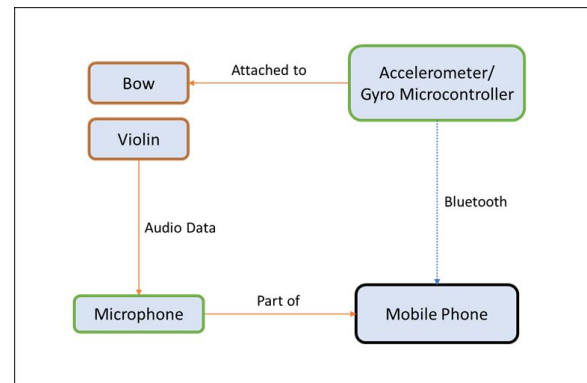 Bow
Attached to
Accelerometer/
Gyro Microcontroller
Violin
Audio Data
Bluetooth
Microphone
Part of
Mobile Phone